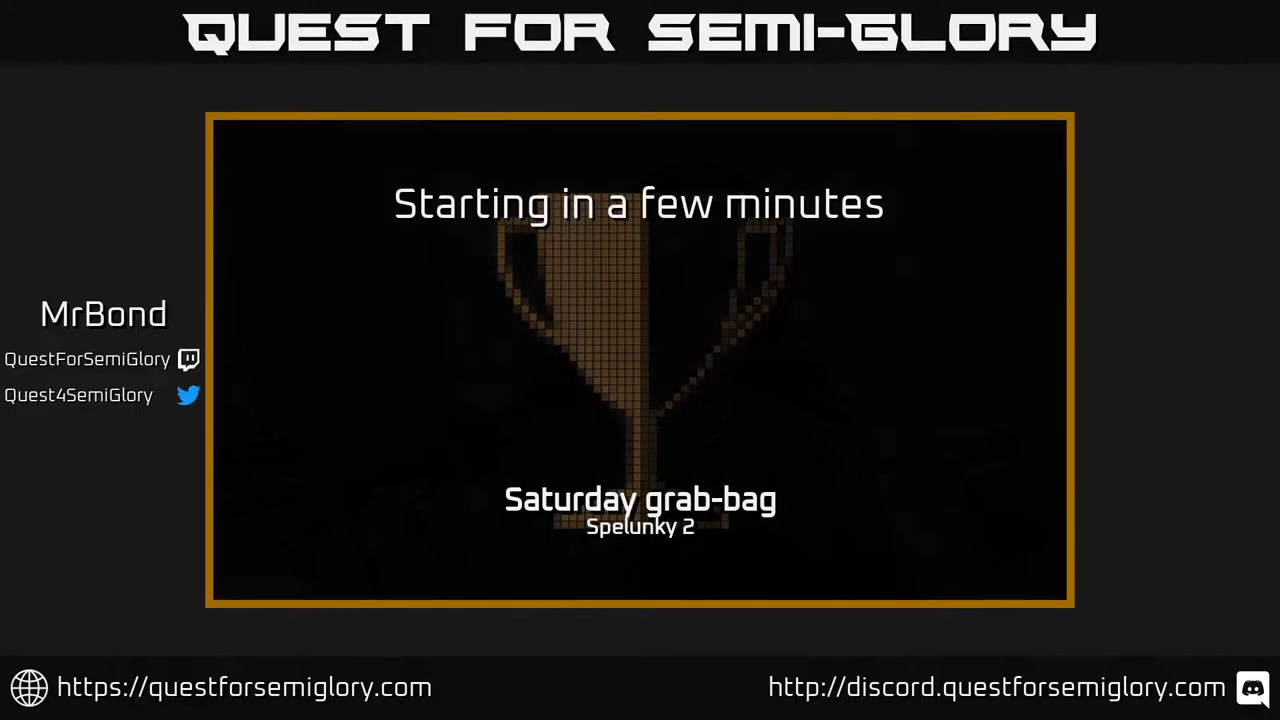 QUEST FOR SEMI-GLORY
Starting in a few minutes
MrBond
QuestForSemiGlory
Quest4SemiGlory
Saturday grab-bag
Spelunky 2
https://questforsemiglory.com
http://discord.questforsemiglory.com